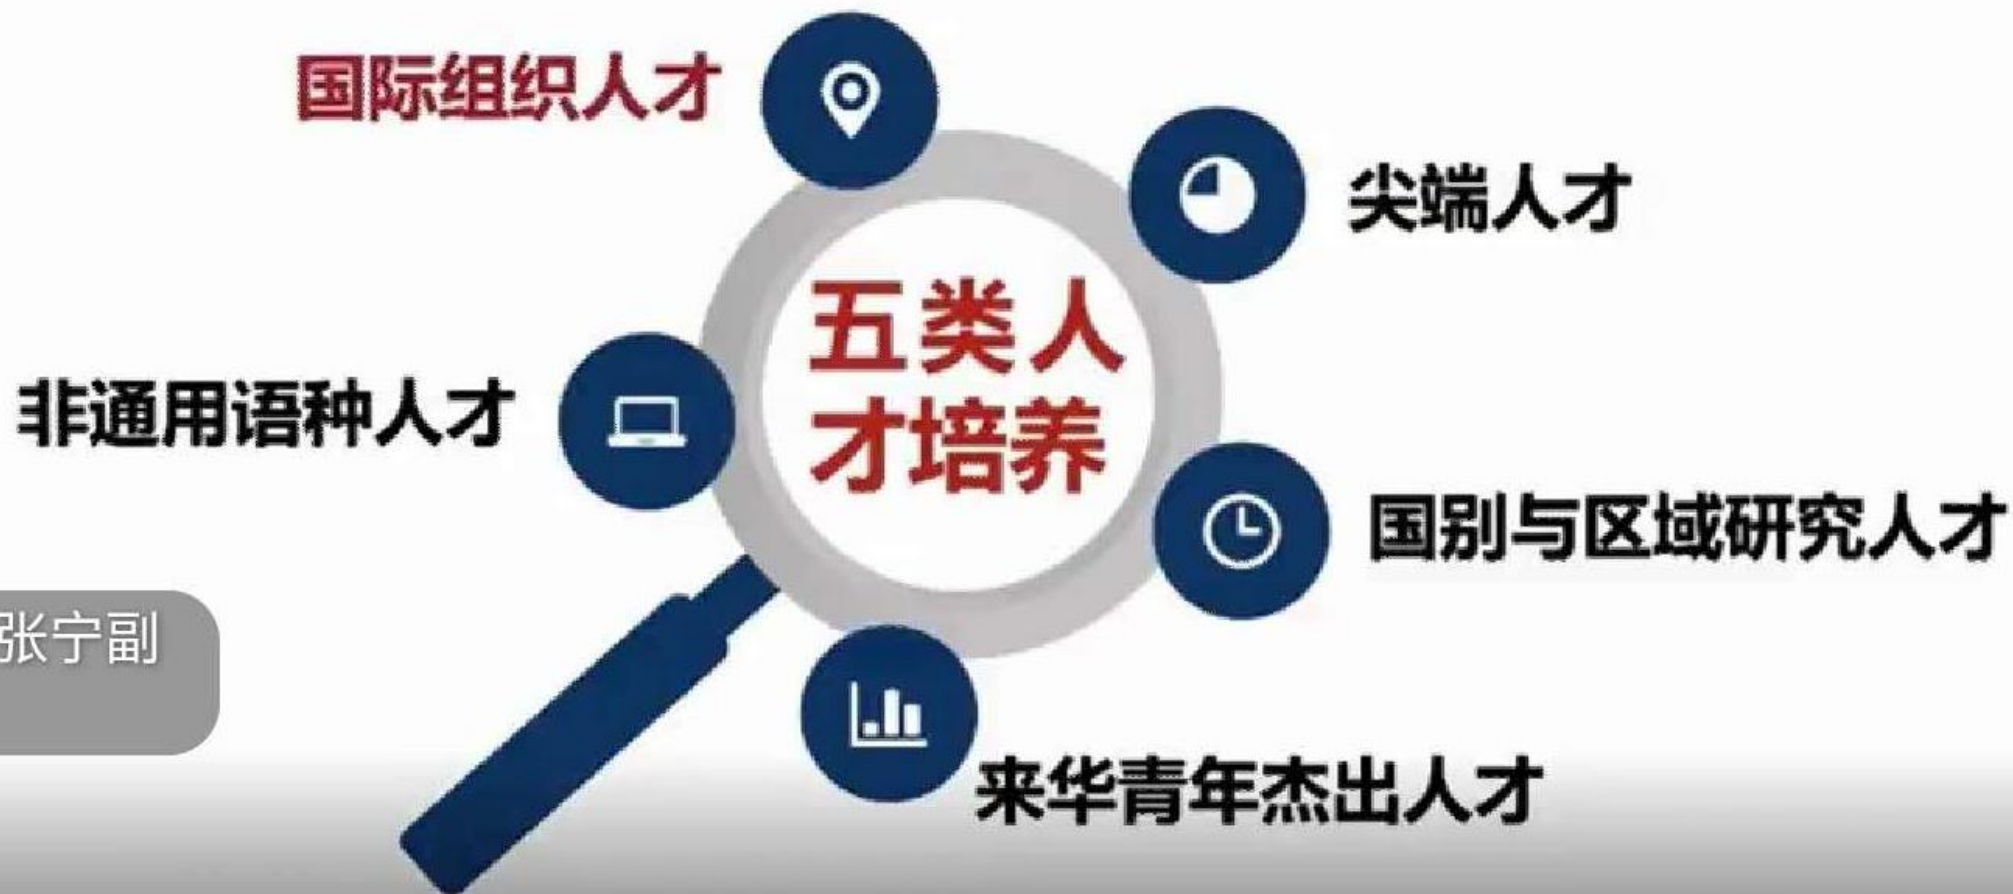 国际组织人才
尖端人才
五类人
才培养
非通用语种人才
国别与区域研究人才
张宁副
来华青年杰出人才